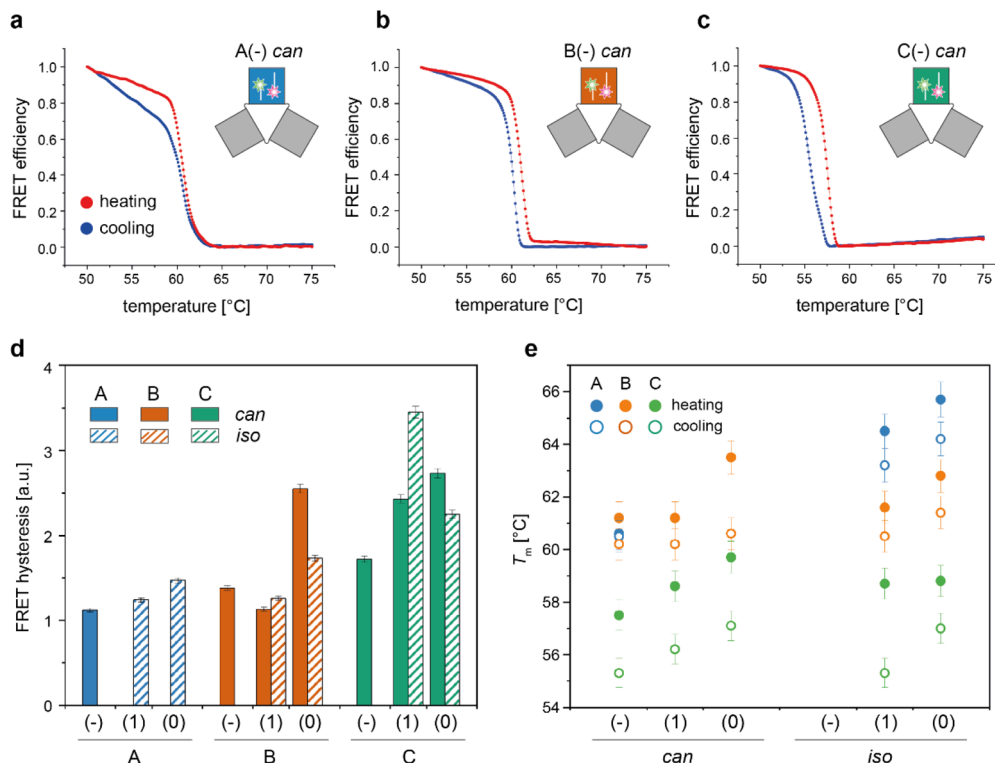 a
A(-) can
FRET efficiency
1.0
0.8
0.6
0.4
0.2
0.0
heating
cooling
50 55 60 65 70 75
temperature [°C]
b
B(-) can
FRET efficiency
1.0
0.8
0.6
0.4
0.2
0.0
50 55 60 65 70 75
temperature [°C]
c
C(-) can
FRET efficiency
1.0
0.8
0.6
0.4
0.2
0.0
50 55 60 65 70 75
temperature [°C]
d
FRET hysteresis [a.u.]
4
3
2
1
0
A B C
can
iso
(-) (1) (0) (-) (1) (0) (-) (1) (0)
A B C
e
Tm [°C]
66
64
62
60
58
56
54
A B C
heating
cooling
(-) (1) (0) (-) (1) (0)
can iso